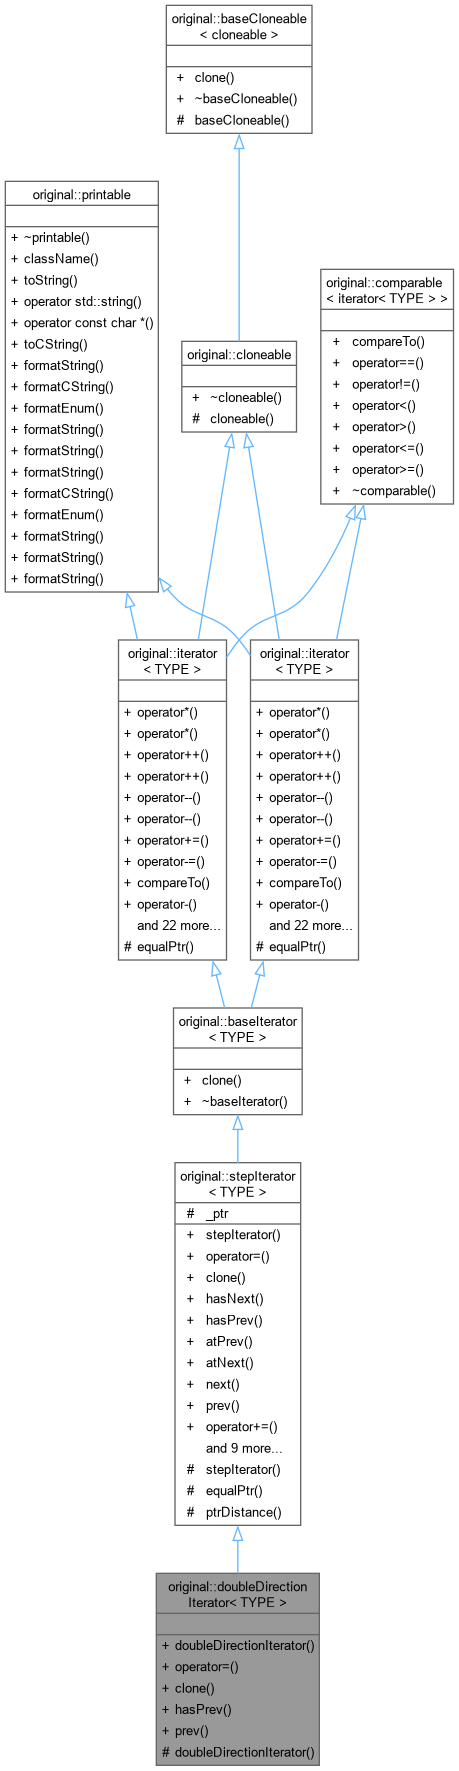 original::baseCloneable
< cloneable >
+ clone()
+ ~baseCloneable()
# baseCloneable()
original::printable
+ ~printable()
+ className()
+ toString()
+ operator std::string()
+ operator const char *()
+ toCString()
+ formatString()
+ formatCString()
+ formatEnum()
+ formatString()
+ formatString()
+ formatString()
+ formatCString()
+ formatEnum()
+ formatString()
+ formatString()
+ formatString()
original::comparable
< iterator< TYPE > >
+ compareTo()
+ operator==()
+ operator!=()
+ operator<()
+ operator>()
+ operator<=()
+ operator>=()
+ ~comparable()
original::cloneable
+ ~cloneable()
# cloneable()
original::iterator
< TYPE >
+ operator*()
+ operator*()
+ operator++()
+ operator++()
+ operator--()
+ operator--()
+ operator+=()
+ operator-=()
+ compareTo()
+ operator-()
and 22 more...
# equalPtr()
original::iterator
< TYPE >
+ operator*()
+ operator*()
+ operator++()
+ operator++()
+ operator--()
+ operator--()
+ operator+=()
+ operator-=()
+ compareTo()
+ operator-()
and 22 more...
# equalPtr()
original::baseIterator
< TYPE >
+ clone()
+ ~baseIterator()
original::stepIterator
< TYPE >
# _ptr
+ stepIterator()
+ operator=()
+ clone()
+ hasNext()
+ hasPrev()
+ atPrev()
+ atNext()
+ next()
+ prev()
+ operator+=()
and 9 more...
# stepIterator()
# equalPtr()
# ptrDistance()
original::doubleDirection
Iterator< TYPE >
+ doubleDirectionIterator()
+ operator=()
+ clone()
+ hasPrev()
+ prev()
# doubleDirectionIterator()